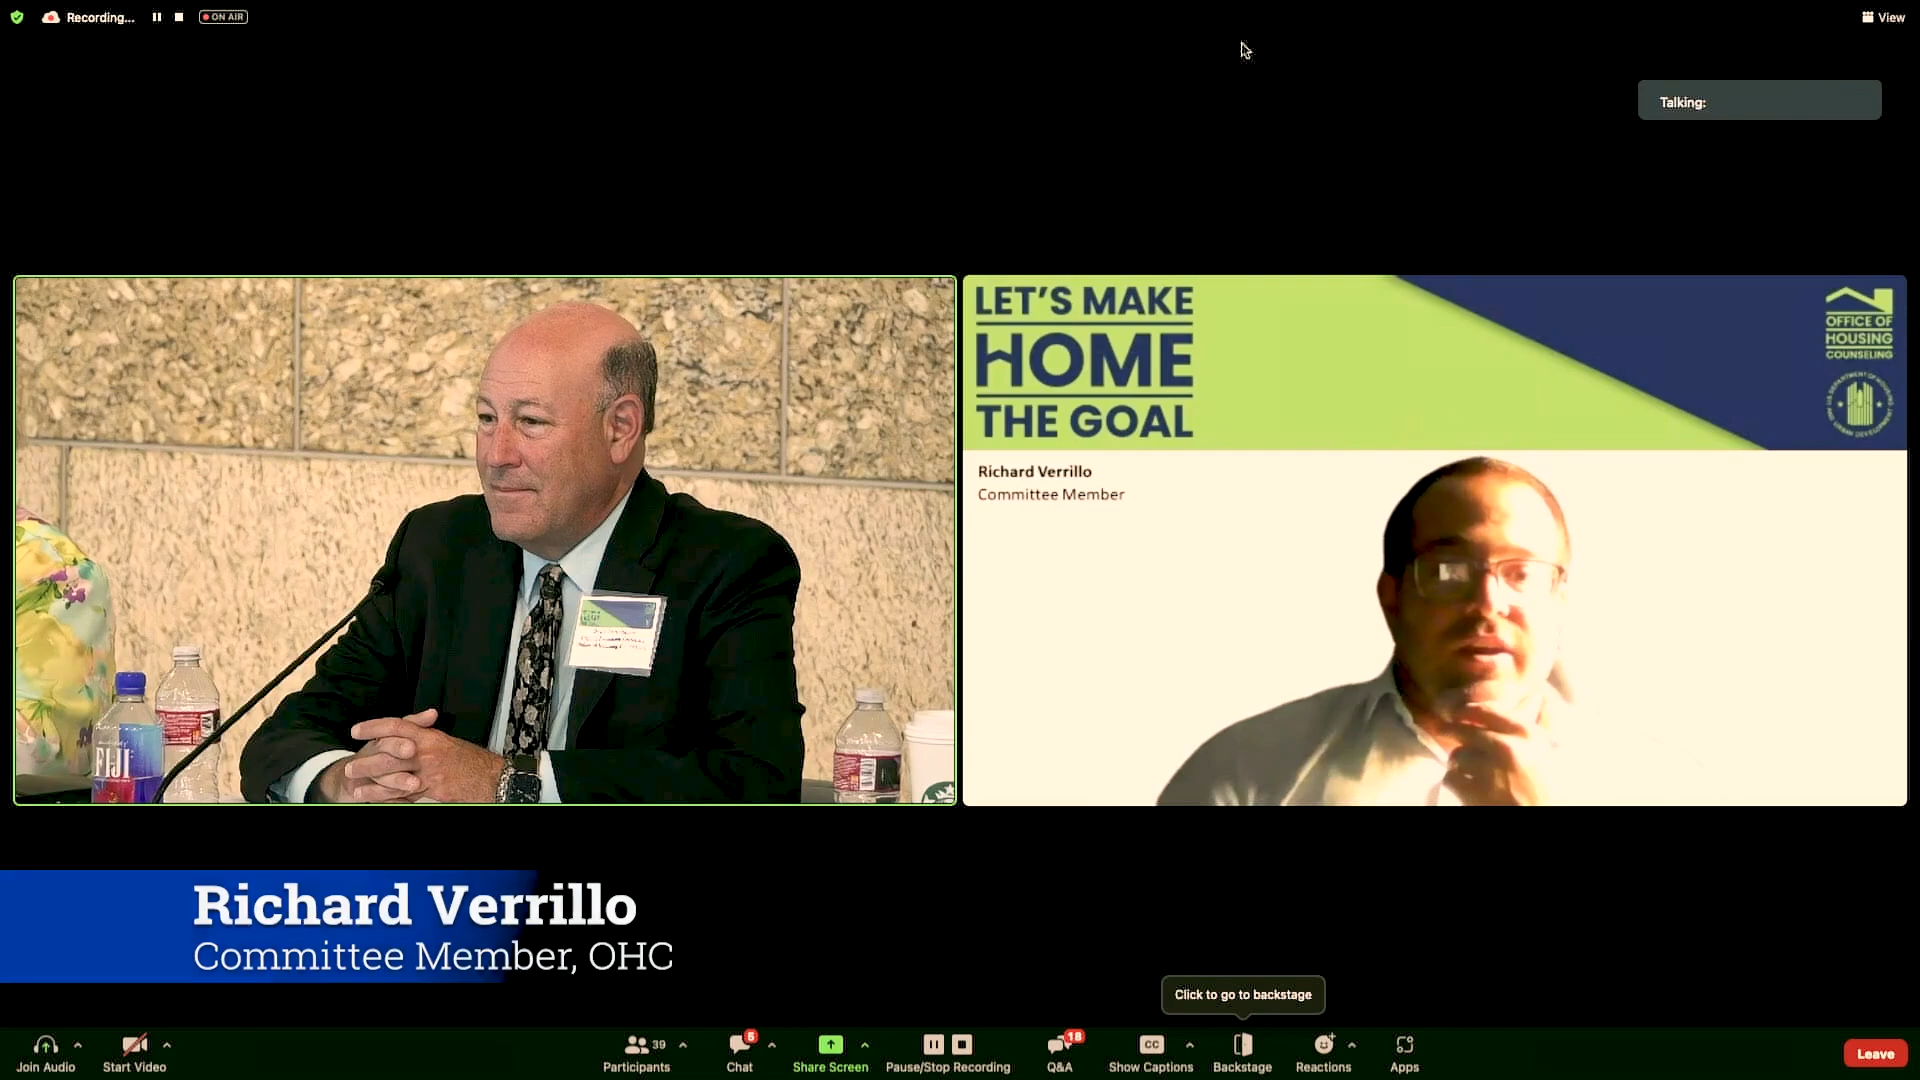 Recording...
ON AIR
View
Talking:
LET'S MAKE
HOME
THE GOAL
OFFICE OF
HOUSING
COUNSELING
Richard Verrillo
Committee Member
FIJI
Richard Verrillo
Committee Member, OHC
Click to go to backstage
Join Audio
Start Video
39
Participants
5
Chat
Share Screen
Pause/Stop Recording
18
Q&A
CC
Show Captions
Backstage
Reactions
Apps
Leave